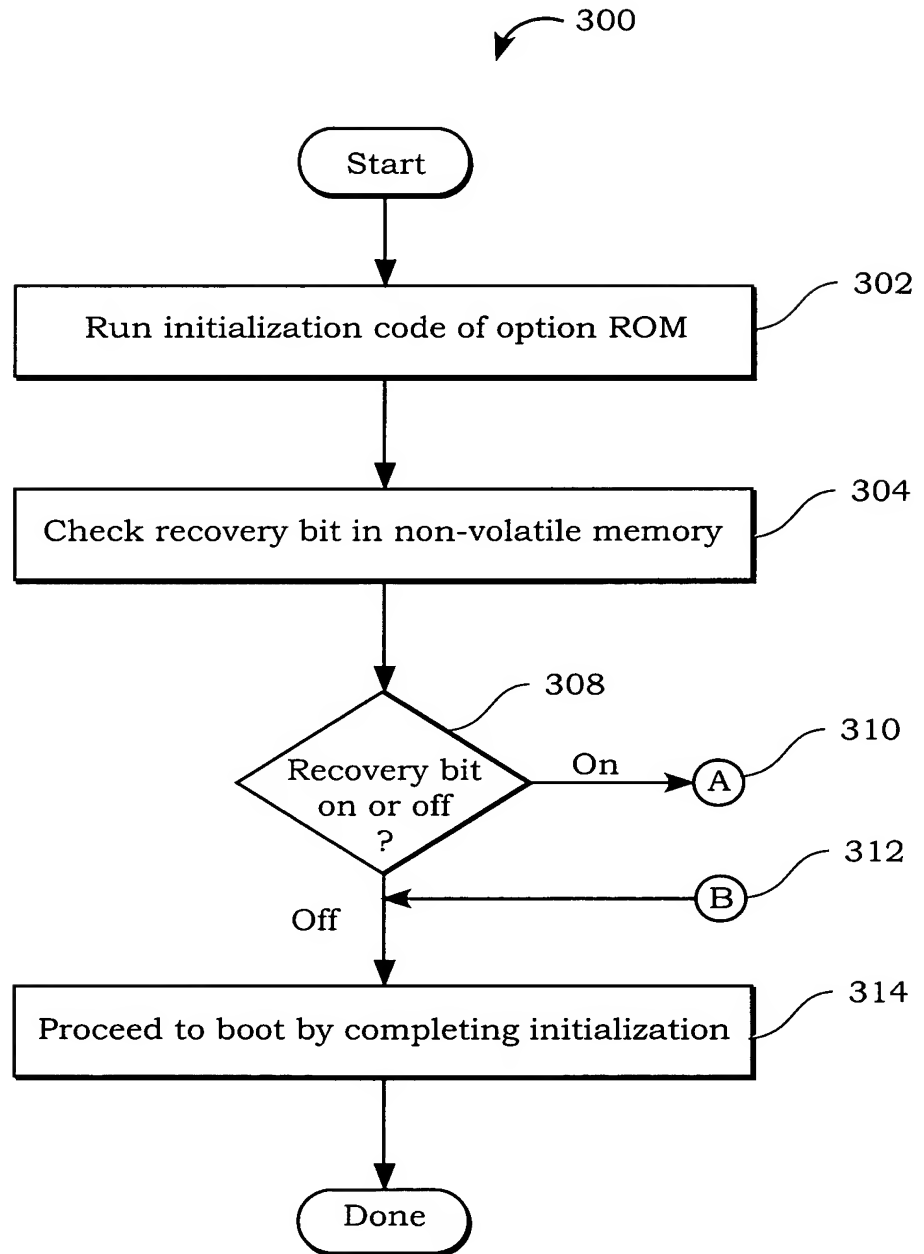 300
Start
302
Run initialization code of option ROM
304
Check recovery bit in non-volatile memory
308
Recovery bit
on or off
?
On
310
A
312
B
Off
314
Proceed to boot by completing initialization
Done